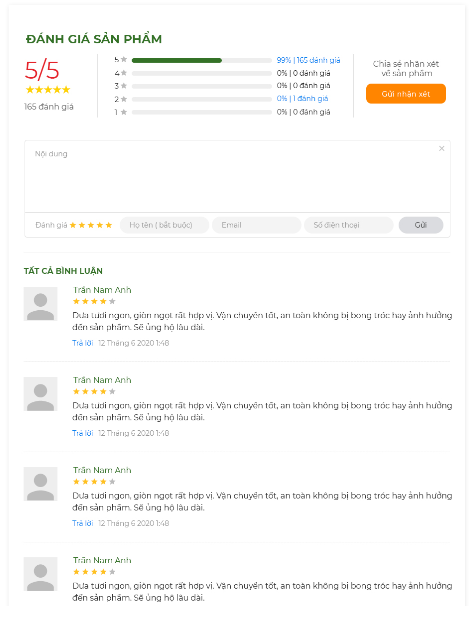 ĐÁNH GIÁ SẢN PHẨM
5/5
165 đánh giá
5 99% | 165 đánh giá
4 0% | 0 đánh giá
3 0% | 0 đánh giá
2 0% | 1 đánh giá
1 0% | 0 đánh giá
Chia sẻ nhận xét
về sản phẩm
Gửi nhận xét
Nội dung
Đánh giá Họ tên ( bắt buộc) Email Số điện thoại Gửi
TẤT CẢ BÌNH LUẬN
Trần Nam Anh
Dưa tươi ngon, giòn ngọt rất hợp vị. Vận chuyển tốt, an toàn không bị bong tróc hay ảnh hưởng
đến sản phẩm. Sẽ ủng hộ lâu dài.
Trả lời 12 Tháng 6 2020 1:48
Trần Nam Anh
Dưa tươi ngon, giòn ngọt rất hợp vị. Vận chuyển tốt, an toàn không bị bong tróc hay ảnh hưởng
đến sản phẩm. Sẽ ủng hộ lâu dài.
Trả lời 12 Tháng 6 2020 1:48
Trần Nam Anh
Dưa tươi ngon, giòn ngọt rất hợp vị. Vận chuyển tốt, an toàn không bị bong tróc hay ảnh hưởng
đến sản phẩm. Sẽ ủng hộ lâu dài.
Trả lời 12 Tháng 6 2020 1:48
Trần Nam Anh
Dưa tươi ngon, giòn ngọt rất hợp vị. Vận chuyển tốt, an toàn không bị bong tróc hay ảnh hưởng
đến sản phẩm. Sẽ ủng hộ lâu dài.